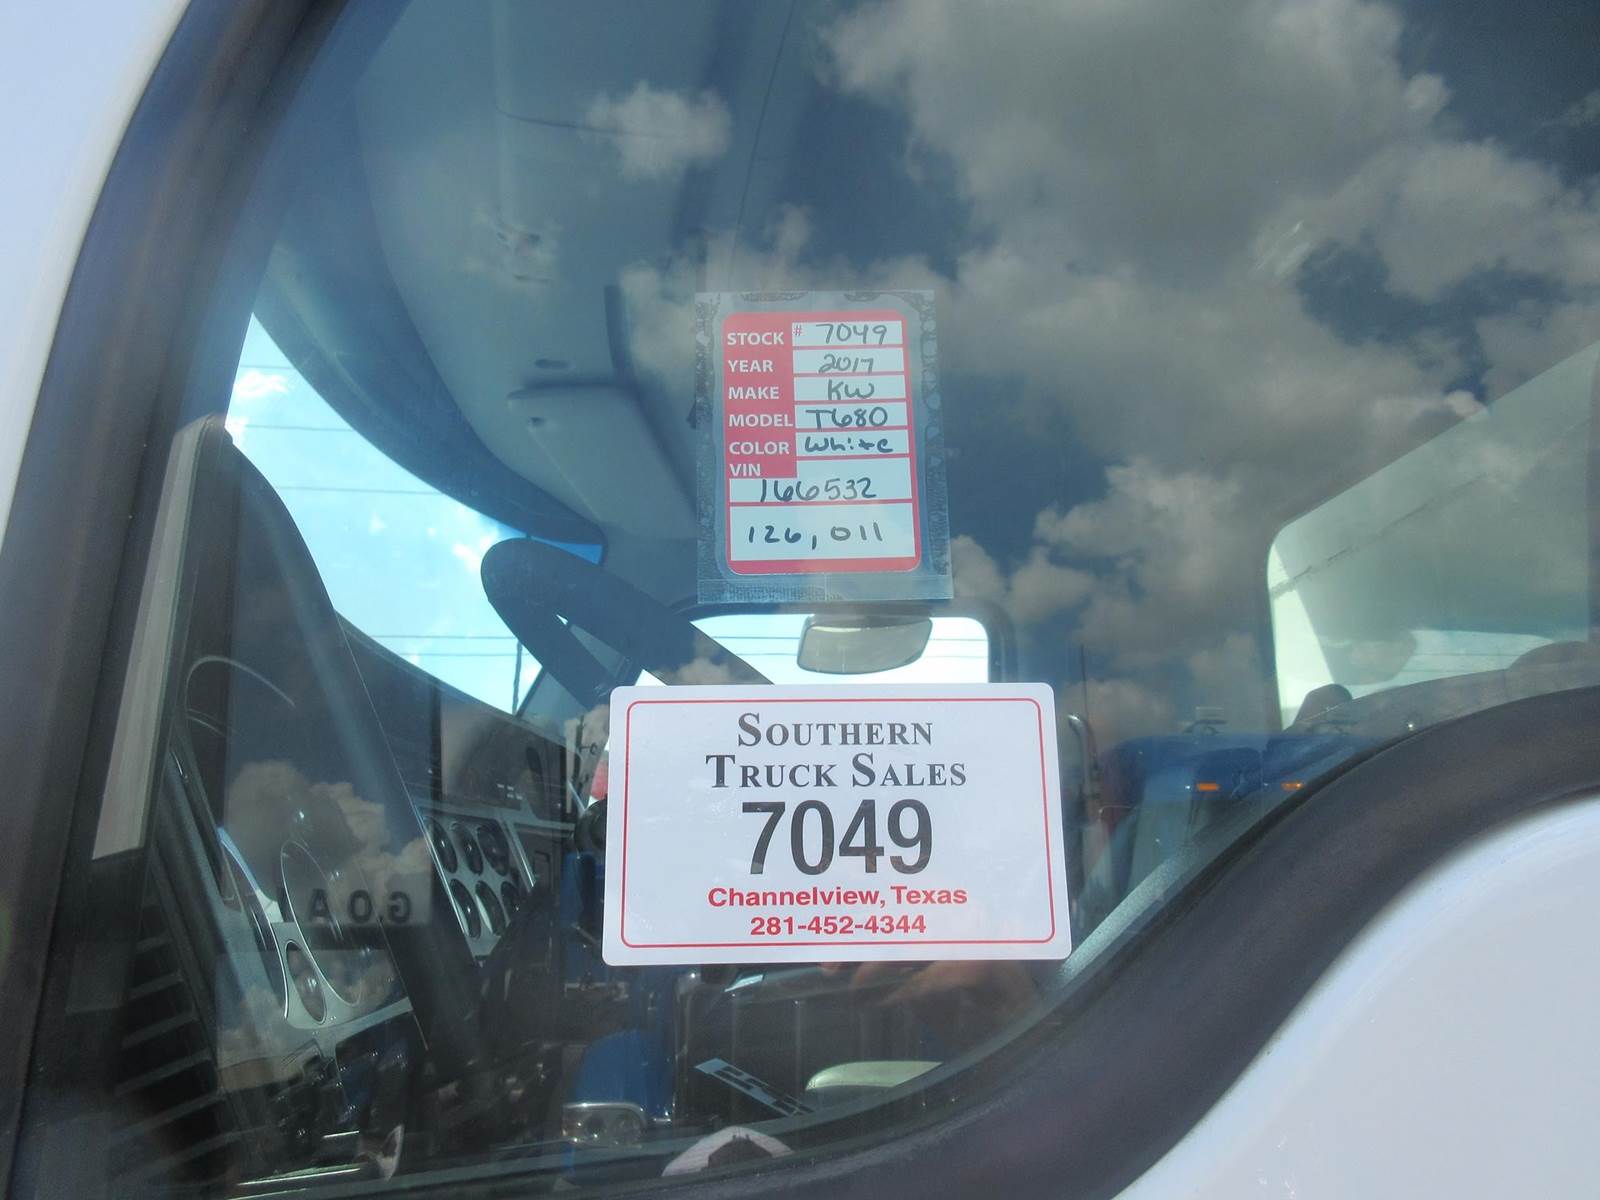 STOCK # 7049
YEAR 2017
MAKE KW
MODEL T680
COLOR White
VIN
166532
126,011
SOUTHERN
TRUCK SALES
7049
Channelview, Texas
281-452-4344
G.O A